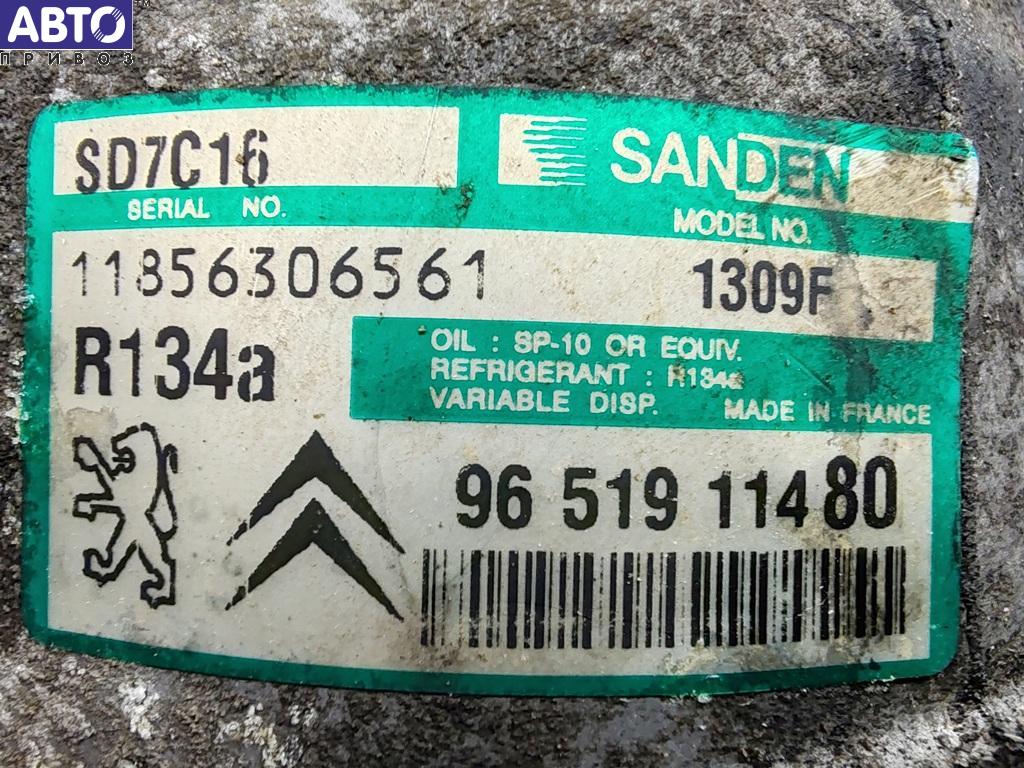 АВТО
ПРИВОЗ
SD7C16
SANDEN
SERIAL NO.
MODEL NO.
11856306561
1309F
R134a
OIL : SP-10 OR EQUIV.
REFRIGERANT : R134a
VARIABLE DISP.
MADE IN FRANCE
96 519 114 80